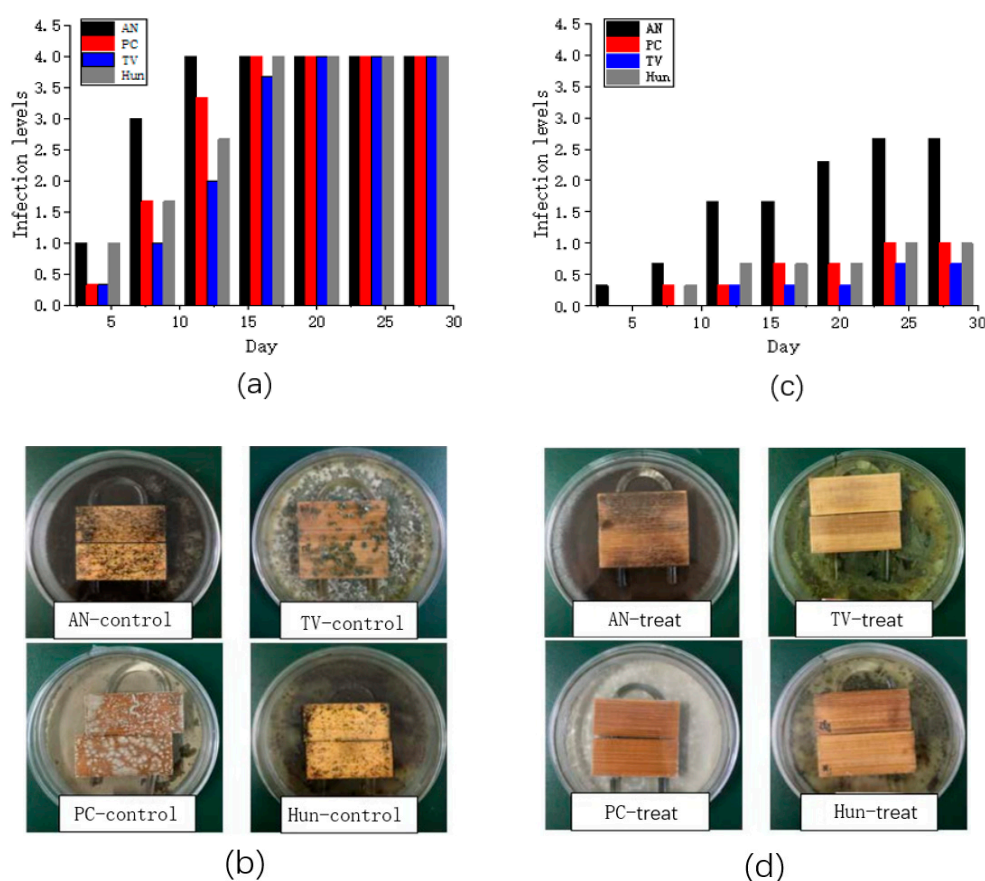 4.5
4.0
3.5
3.0
2.5
2.0
1.5
1.0
0.5
0.0
Infection levels
AN
PC
TV
Hun
5 10 15 20 25 30
Day
(a)
4.5
4.0
3.5
3.0
2.5
2.0
1.5
1.0
0.5
0.0
Infection levels
AN
PC
TV
Hun
5 10 15 20 25 30
Day
(c)
AN-control
TV-control
PC-control
Hun-control
(b)
AN-treat
TV-treat
PC-treat
Hun-treat
(d)